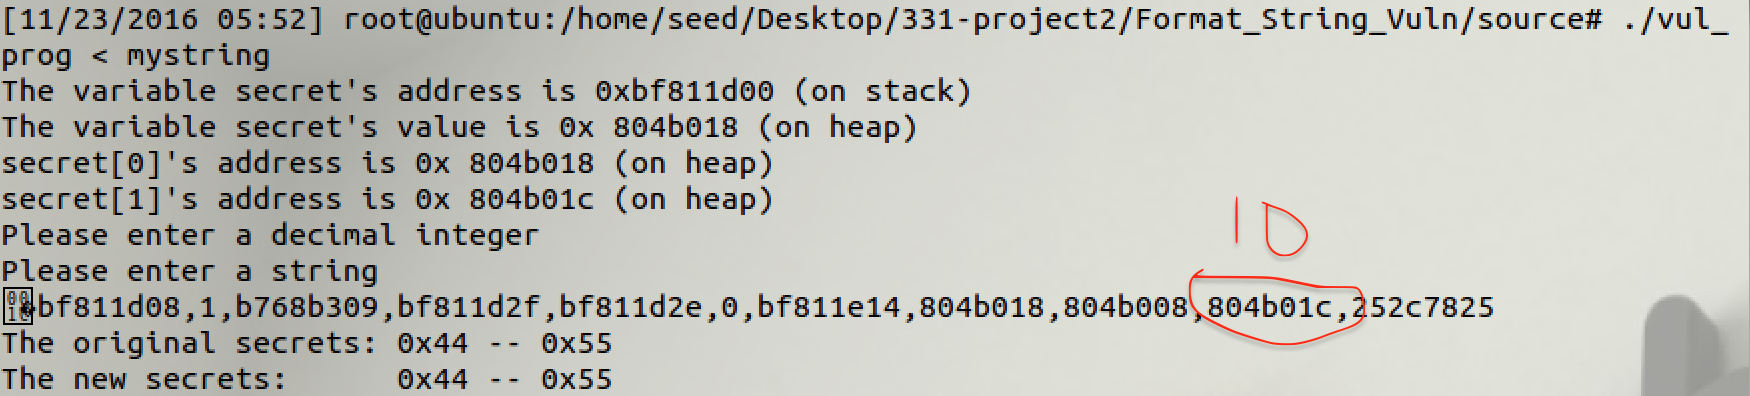 [11/23/2016 05:52] root@ubuntu:/home/seed/Desktop/331-project2/Format_String_Vuln/source# ./vul_
prog < mystring
The variable secret's address is 0xbf811d00 (on stack)
The variable secret's value is 0x 804b018 (on heap)
secret[0]'s address is 0x 804b018 (on heap)
secret[1]'s address is 0x 804b01c (on heap)
Please enter a decimal integer
10
Please enter a string
bf811d08,1,b768b309,bf811d2f,bf811d2e,0,bf811e14,804b018,804b008,804b01c,252c7825
The original secrets: 0x44 -- 0x55
The new secrets:      0x44 -- 0x55